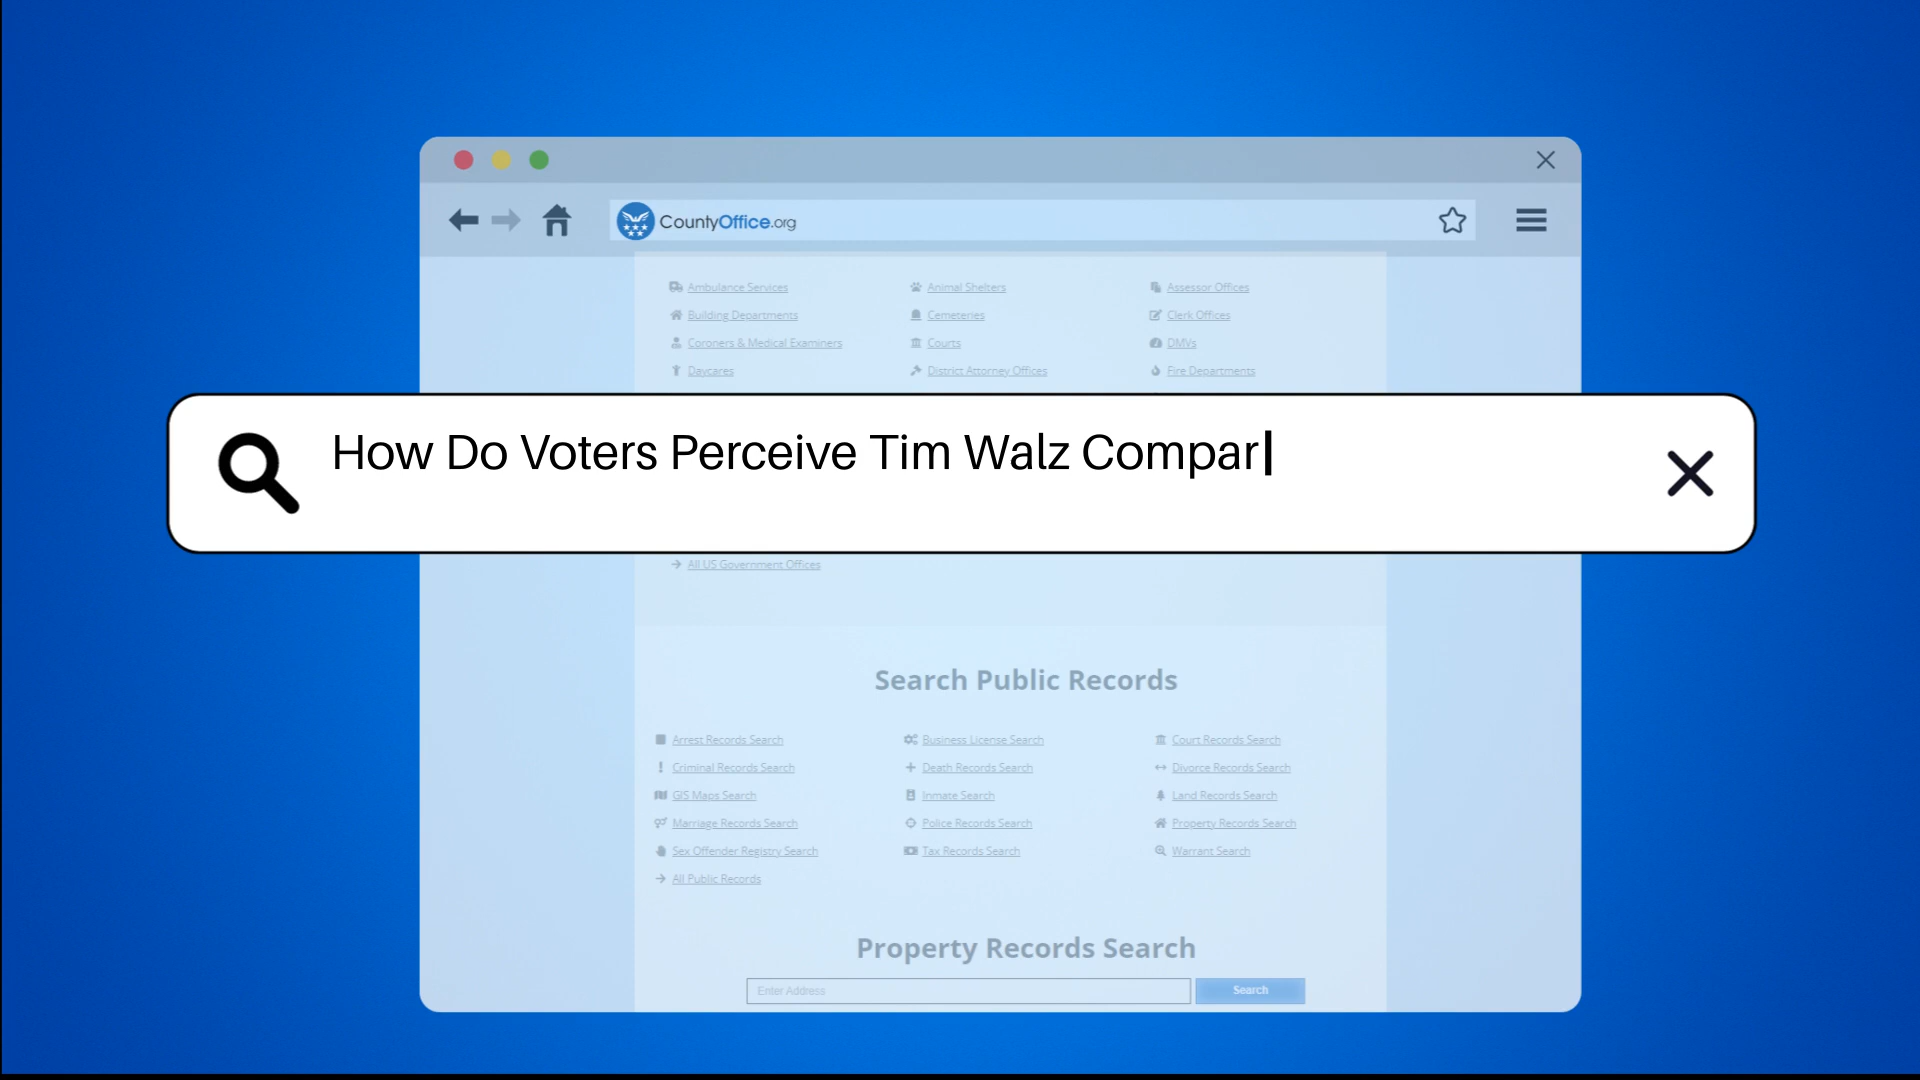 CountyOffice.org
Ambulance Services Animal Shelters Assessor Offices
Building Departments Cemeteries Clerk Offices
Coroners & Medical Examiners Courts DMVs
Daycares District Attorney Offices Fire Departments
How Do Voters Perceive Tim Walz Compar
All US Government Offices
Search Public Records
Arrest Records Search Business License Search Court Records Search
Criminal Records Search Death Records Search Divorce Records Search
GIS Maps Search Inmate Search Land Records Search
Marriage Records Search Police Records Search Property Records Search
Sex Offender Registry Search Tax Records Search Warrant Search
All Public Records
Property Records Search
Enter Address Search